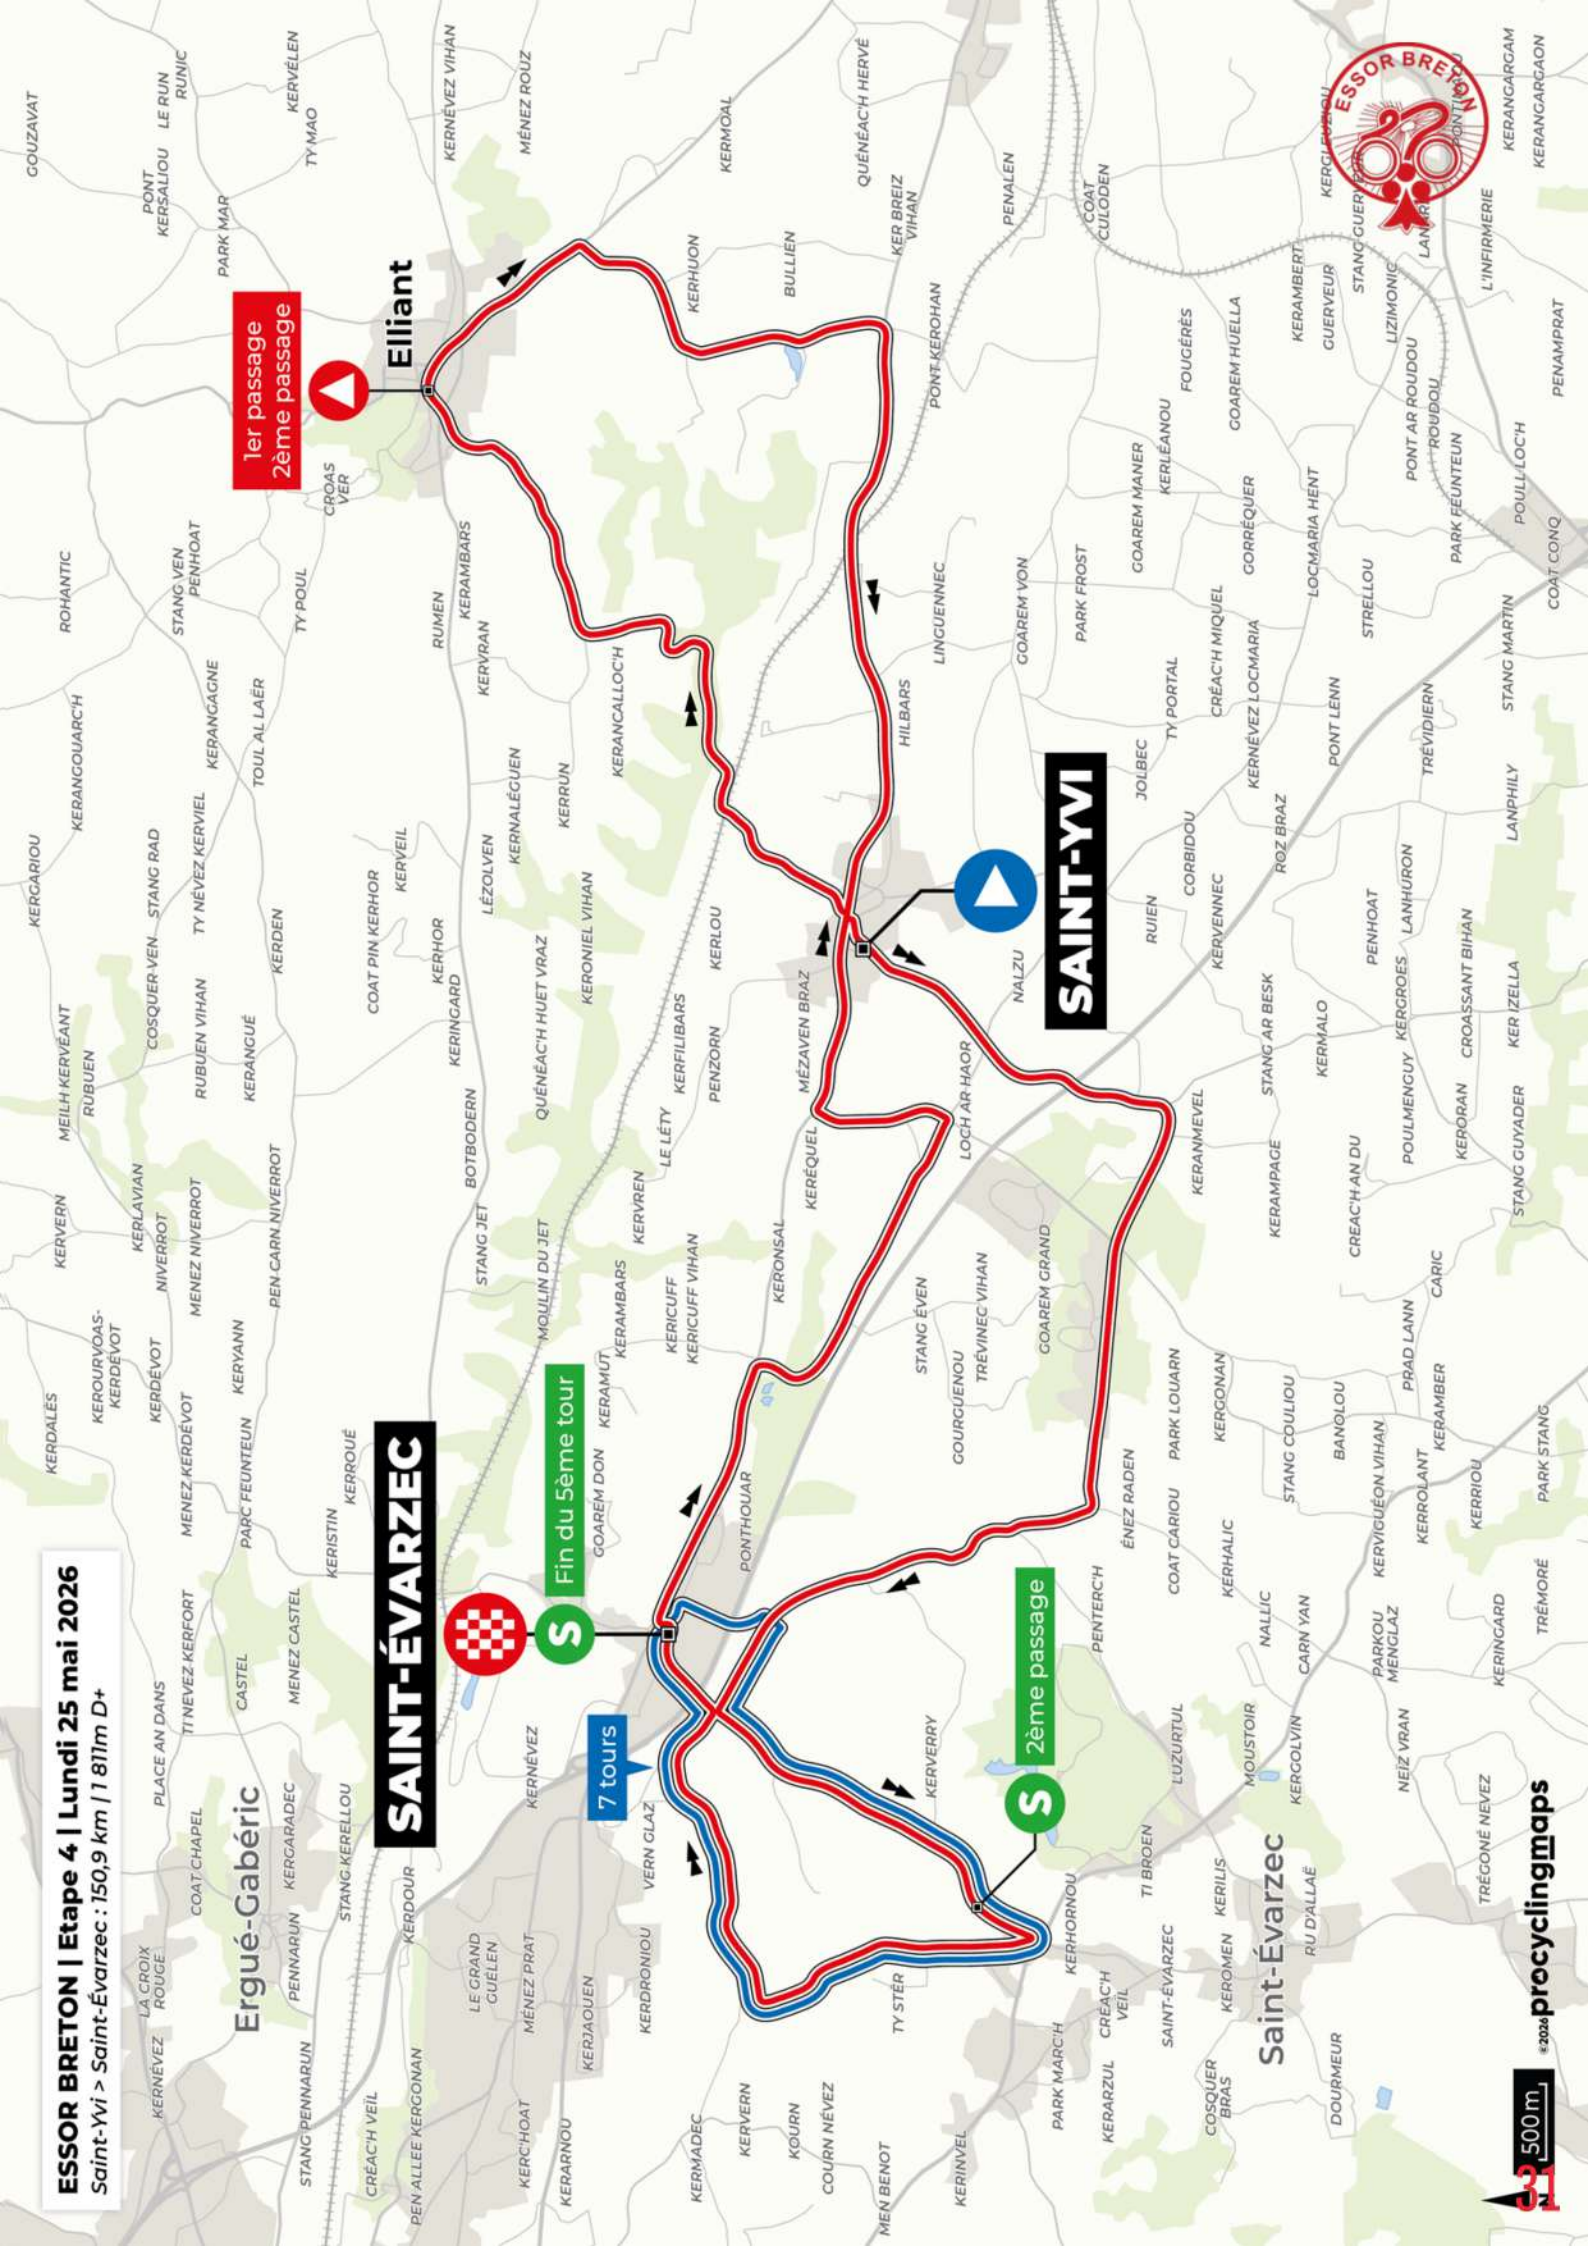 ESSOR BRETON | Etape 4 | Lundi 25 mai 2026
Saint-Yvi > Saint-Évarzec : 150,9 km | 1 811m D+
SAINT-ÉVARZEC
Fin du 5ème tour
S
7 tours
2ème passage
S
SAINT-YVI
1er passage
2ème passage
Elliant
Ergué-Gabéric
Saint-Évarzec
ESSOR BRETON
KERNÉVEZ
LA CROIX
ROUGE
PLACE AN DANS
COAT CHAPEL
TI NEVEZ-KERFORT
CASTEL
MENEZ CASTEL
KERGARADEC
PENNARUN
STANG PENNARUN
STANG KERELLOU
KERDOUR
CRÉAC'H VEÏL
PEN ALLEE KERGONAN
LE GRAND
GUÉLEN
MÉNEZ PRAT
KERC'HOAT
KERARNOU
KERJAOUEN
KERNÉVEZ
VERN GLAZ
KERDRONIOU
KERMADEC
KERVERN
KOURN
COURN NÉVEZ
MEN BENOT
KERINVEL
TY STÊR
KERVERRY
KERDALÈS
KEROURVOAS-
KERDÉVOT
KERDÉVOT
MENEZ KERDÉVOT
PARC FEUNTEUN
KERYANN
KERISTIN
KERROUÉ
KERVERN
KERLAVIAN
NIVERROT
MENEZ NIVERROT
PEN CARN NIVERROT
MEILH KERVÉANT
RUBUEN
COSQUER-VEN
STANG RAD
RUBUEN VIHAN
KERANGUÉ
KERDEN
TY NÉVEZ KERVIEL
KERGARIOU
KERANGOUARC'H
KERANGAGNE
TOUL AL LAËR
ROHANTIC
STANG VEN
PENHOAT
TY POUL
CROAS
VER
GOUZAVAT
PONT
KERSALIOU
LE RUN
RUNIC
PARK MAR
KERVÉLEN
TY MAO
KERNÉVEZ VIHAN
MÉNEZ ROUZ
KERMOAL
QUÉNÉAC'H HERVÉ
KER BREIZ
VIHAN
PENALEN
COAT
CULODEN
KERHUON
BULLIEN
PONT KEROHAN
COAT PIN KERHOR
KERVEIL
KERHOR
KERINGARD
BOTBODERN
STANG JET
MOULIN DU JET
LÉZOLVEN
KERNALÉGUEN
KERRUN
KERVRAN
KERAMBARS
RUMEN
KERANCALLOC'H
QUÉNÉAC'H HUET VRAZ
KERONIEL VIHAN
KERLOU
KERFILIBARS
PENZORN
LE LÉTY
KERVREN
KERAMBARS
KERICUFF
KERICUFF VIHAN
KERAMUT
GOAREM DON
PONTHOUAR
KERONSAL
KERÉQUEL
MÉZAVEN BRAZ
LOCH AR HAOR
NALZU
HILBARS
LINGUENNEC
GOAREM VON
PARK FROST
GOAREM MANER
KERLÉANOU
FOUGÈRES
GOAREM HUELLA
KERAMBERT
GUERVEUR
LIZIMONIC
L'INFIRMERIE
KERANGARGAM
KERANGARGAON
PENAMPRAT
PONT AR ROUDOU
ROUDOU
PARK FEUNTEUN
POULL LOC'H
COAT CONQ
GORRÉQUER
LOCMARIA HENT
STRELLOU
CRÉAC'H MIQUEL
KERNÉVEZ LOCMARIA
TY PORTAL
JOLBEC
PONT LENN
TRÉVIDIERN
STANG MARTIN
LANPHILY
ROZ BRAZ
CORBIDOU
RUIEN
KERVENNEC
STANG AR BESK
KERMALO
PENHOAT
KERGROES
LANHURON
CROASSANT BIHAN
KER IZELLA
POULMENGUY
KERORAN
STANG GUYADER
CREAC'H AN DU
KERAMPAGE
KERANMEVEL
GOAREM GRAND
STANG ÉVEN
TRÉVINEC VIHAN
GOURGUENOU
PARK LOUARN
KERGONAN
STANG COULIOU
BANOLOU
PRAD LANN
CARIC
KERAMBER
KERVIGUÉON VIHAN
KERROLANT
KERRIOU
PARK STANG
ÉNEZ RADEN
COAT CARIOU
KERHALIC
PENTERC'H
NALLIC
CARN YAN
PARKOU
MENGLAZ
KERINGARD
TRÉMORÉ
LUZURTUL
MOUSTOIR
KERGOLVIN
NEÏZ VRAN
TRÉGONÉ NEVEZ
TI BROEN
KERILIS
RU D'ALLAË
KERHORNOU
CRÉAC'H
VEIL
SAINT-ÉVARZEC
KEROMEN
PARK MARC'H
KERARZUL
COSQUER
BRAS
DOURMEUR
©2026procyclingmaps
500m
N
31